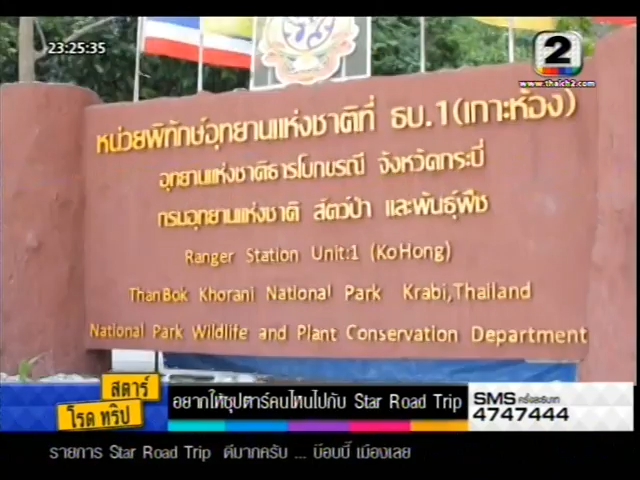 23:25:35
2
www.thaich2.com
หน่วยพิทักษ์อุทยานแห่งชาติที่ ธบ.1(เกาะห้อง)
อุทยานแห่งชาติธารโบกขรณี จังหวัดกระบี่
กรมอุทยานแห่งชาติ สัตว์ป่า และพันธุ์พืช
Ranger Station Unit:1 (KoHong)
ThanBok Khorani National Park Krabi,Thailand
National Park Wildlife and Plant Conservation Department
สตาร์
โรด ทริป
อยากให้ซุปตาร์คนไหนไปกับ Star Road Trip
SMS ครั้งละ6บาท
4747444
รายการ Star Road Trip ดีมากครับ ... บ๊อบบี้ เมืองเลย